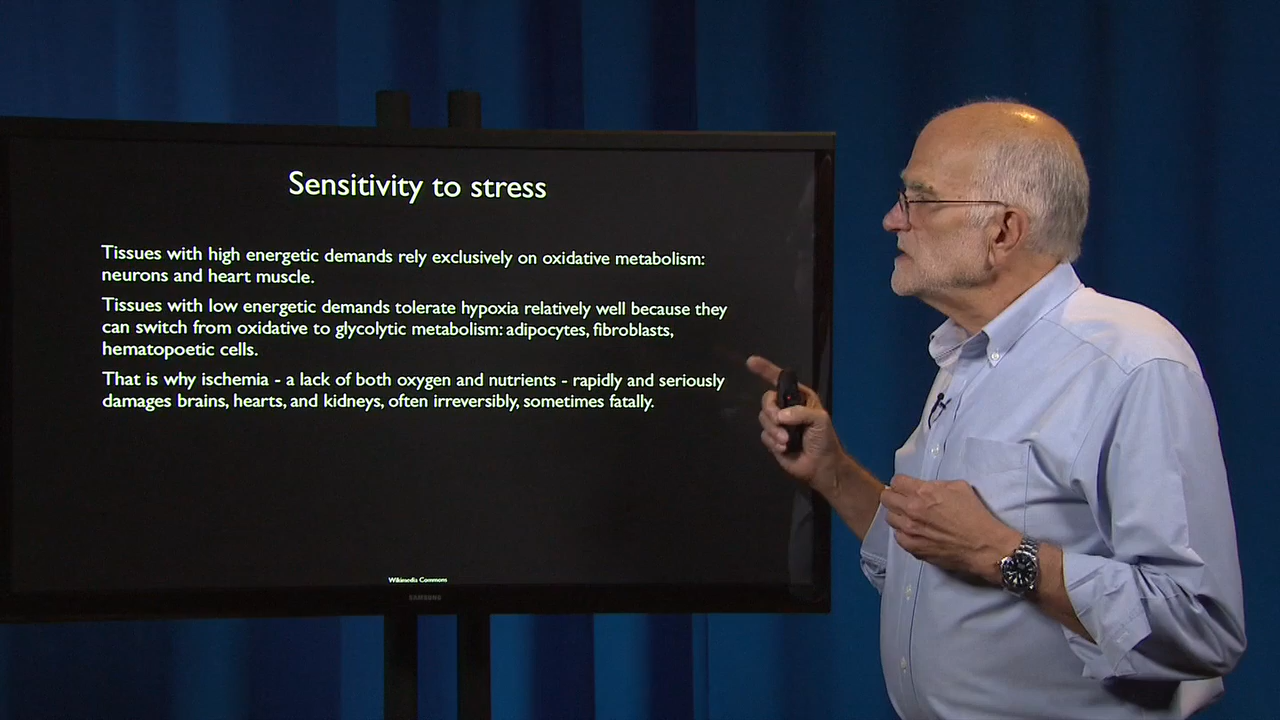 Sensitivity to stress
Tissues with high energetic demands rely exclusively on oxidative metabolism:
neurons and heart muscle.
Tissues with low energetic demands tolerate hypoxia relatively well because they
can switch from oxidative to glycolytic metabolism: adipocytes, fibroblasts,
hematopoetic cells.
That is why ischemia - a lack of both oxygen and nutrients - rapidly and seriously
damages brains, hearts, and kidneys, often irreversibly, sometimes fatally.
Wikimedia Commons
SAMSUNG